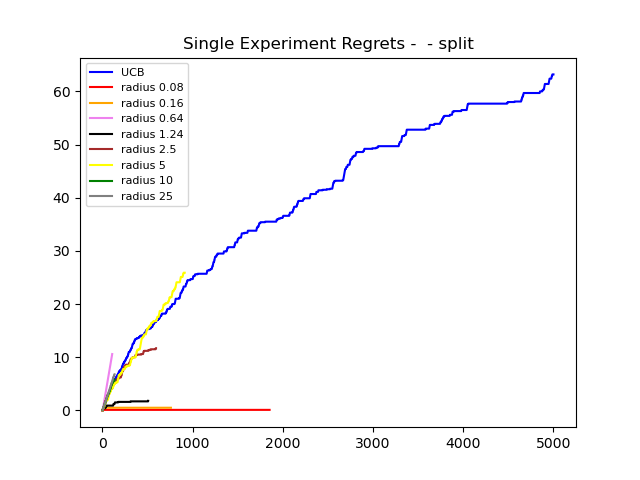 Single Experiment Regrets -  - split
UCB
radius 0.08
radius 0.16
radius 0.64
radius 1.24
radius 2.5
radius 5
radius 10
radius 25
60
50
40
30
20
10
0
0 1000 2000 3000 4000 5000